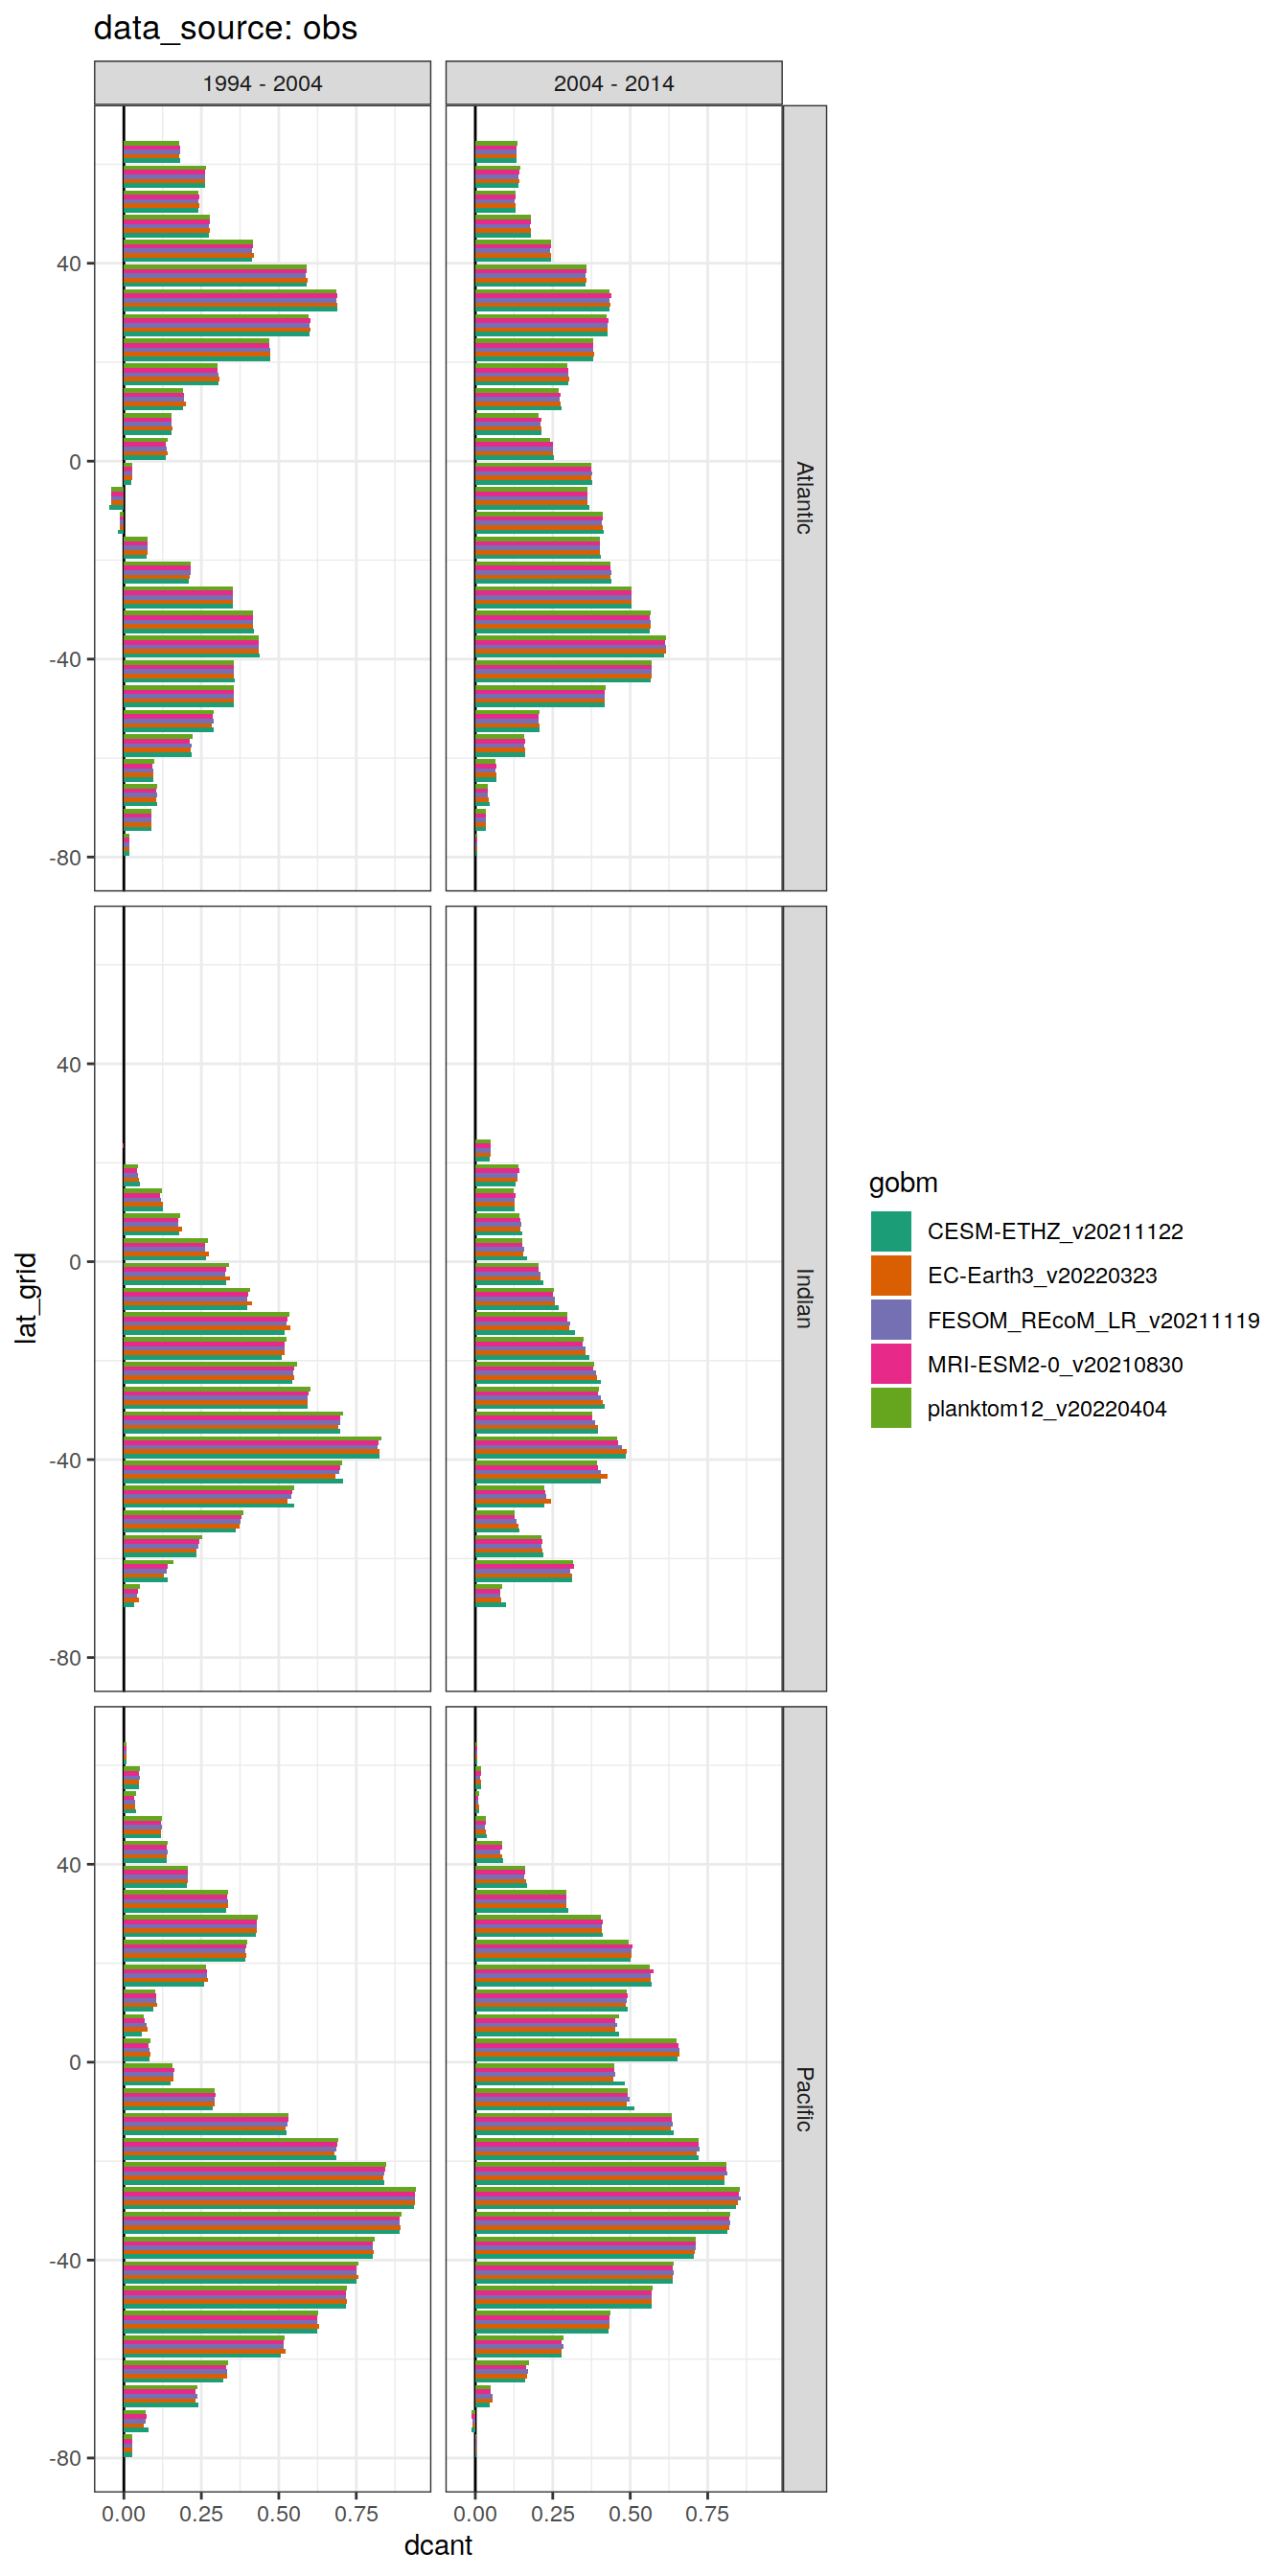 data_source: obs
1994 - 2004
2004 - 2014
40
0
-40
-80
Atlantic
40
0
-40
-80
Indian
40
0
-40
-80
Pacific
0.00 0.25 0.50 0.75
0.00 0.25 0.50 0.75
dcant
lat_grid
gobm
CESM-ETHZ_v20211122
EC-Earth3_v20220323
FESOM_REcoM_LR_v20211119
MRI-ESM2-0_v20210830
planktom12_v20220404